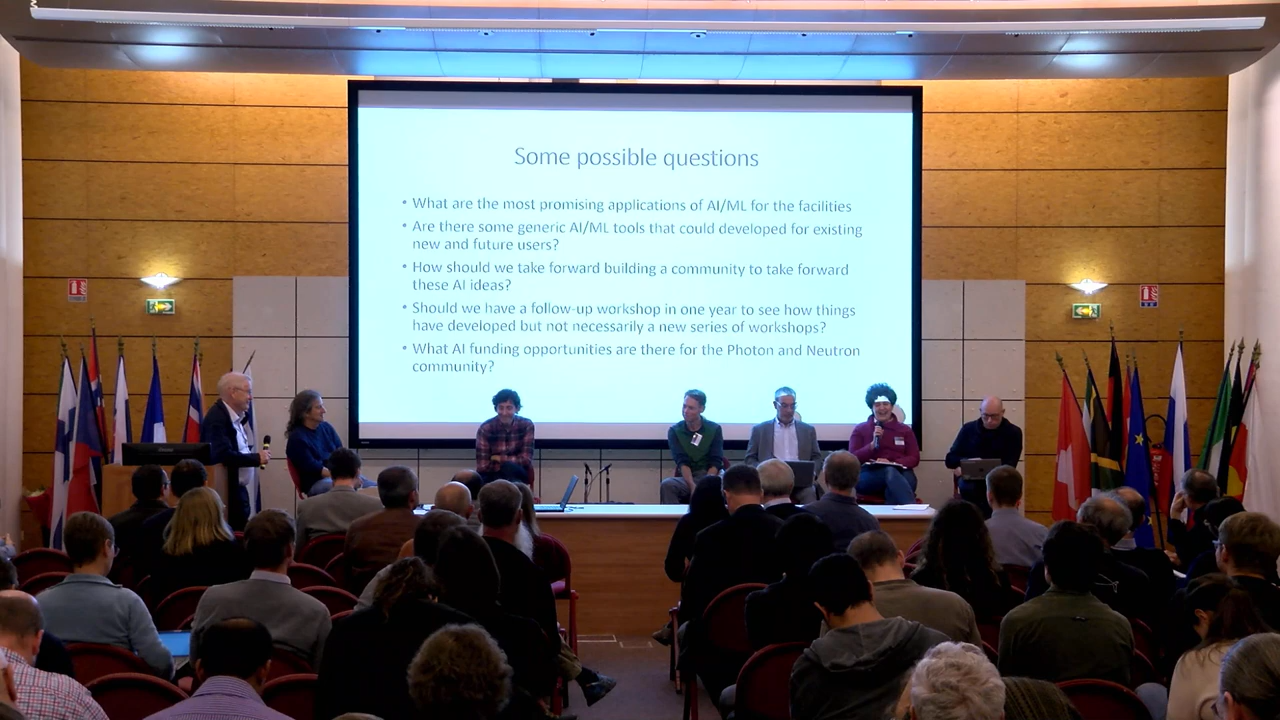 Some possible questions
• What are the most promising applications of AI/ML for the facilities
• Are there some generic AI/ML tools that could developed for existing
new and future users?
• How should we take forward building a community to take forward
these AI ideas?
• Should we have a follow-up workshop in one year to see how things
have developed but not necessarily a new series of workshops?
• What AI funding opportunities are there for the Photon and Neutron
community?